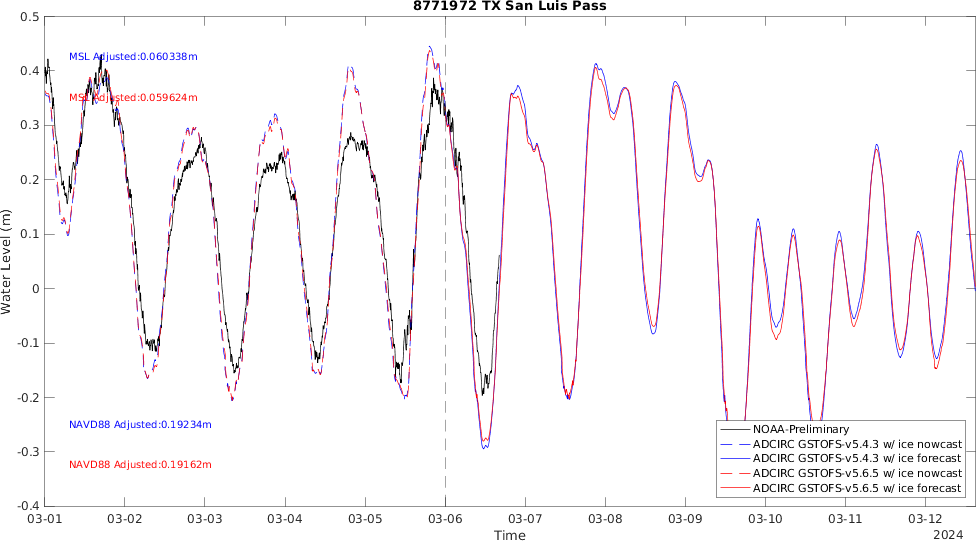 8771972 TX San Luis Pass
Water Level (m)
0.5
0.4
0.3
0.2
0.1
0
-0.1
-0.2
-0.3
-0.4
MSL Adjusted:0.060338m
MSL Adjusted:0.059624m
NAVD88 Adjusted:0.19234m
NAVD88 Adjusted:0.19162m
NOAA-Preliminary
ADCIRC GSTOFS-v5.4.3 w/ ice nowcast
ADCIRC GSTOFS-v5.4.3 w/ ice forecast
ADCIRC GSTOFS-v5.6.5 w/ ice nowcast
ADCIRC GSTOFS-v5.6.5 w/ ice forecast
03-01 03-02 03-03 03-04 03-05 03-06 03-07 03-08 03-09 03-10 03-11 03-12
Time
2024